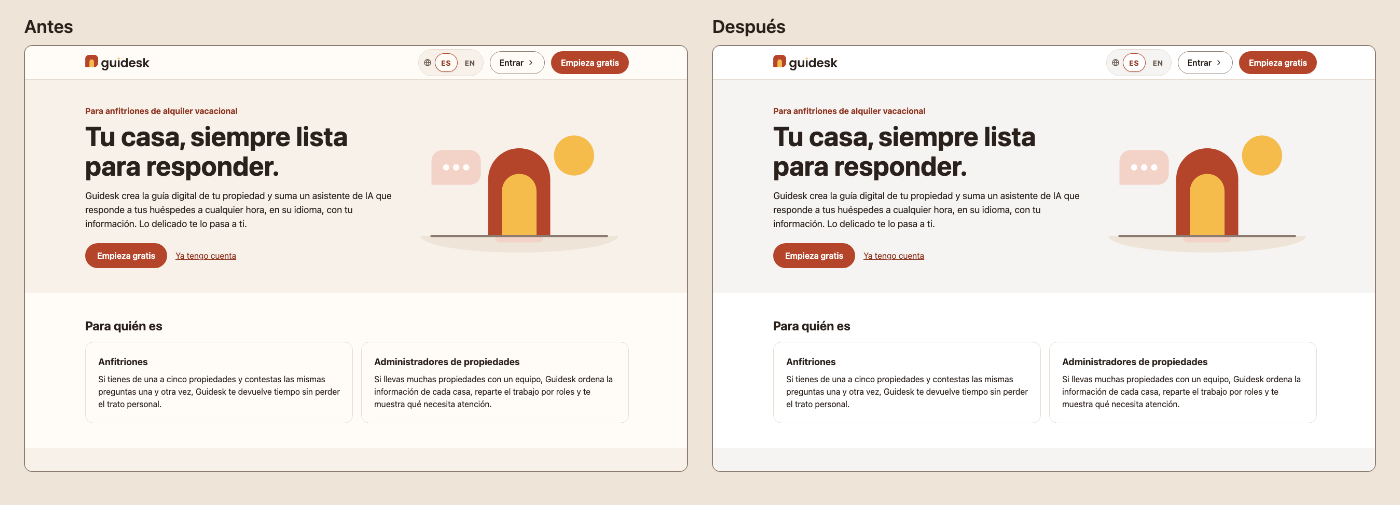 Antes
guidesk
ES
EN
Entrar
Empieza gratis
Para anfitriones de alquiler vacacional
Tu casa, siempre lista
para responder.
Guidesk crea la guía digital de tu propiedad y suma un asistente de IA que
responde a tus huéspedes a cualquier hora, en su idioma, con tu
información. Lo delicado te lo pasa a ti.
Empieza gratis
Ya tengo cuenta
Para quién es
Anfitriones
Si tienes de una a cinco propiedades y contestas las mismas
preguntas una y otra vez, Guidesk te devuelve tiempo sin perder
el trato personal.
Administradores de propiedades
Si llevas muchas propiedades con un equipo, Guidesk ordena la
información de cada casa, reparte el trabajo por roles y te
muestra qué necesita atención.
Después
guidesk
ES
EN
Entrar
Empieza gratis
Para anfitriones de alquiler vacacional
Tu casa, siempre lista
para responder.
Guidesk crea la guía digital de tu propiedad y suma un asistente de IA que
responde a tus huéspedes a cualquier hora, en su idioma, con tu
información. Lo delicado te lo pasa a ti.
Empieza gratis
Ya tengo cuenta
Para quién es
Anfitriones
Si tienes de una a cinco propiedades y contestas las mismas
preguntas una y otra vez, Guidesk te devuelve tiempo sin perder
el trato personal.
Administradores de propiedades
Si llevas muchas propiedades con un equipo, Guidesk ordena la
información de cada casa, reparte el trabajo por roles y te
muestra qué necesita atención.